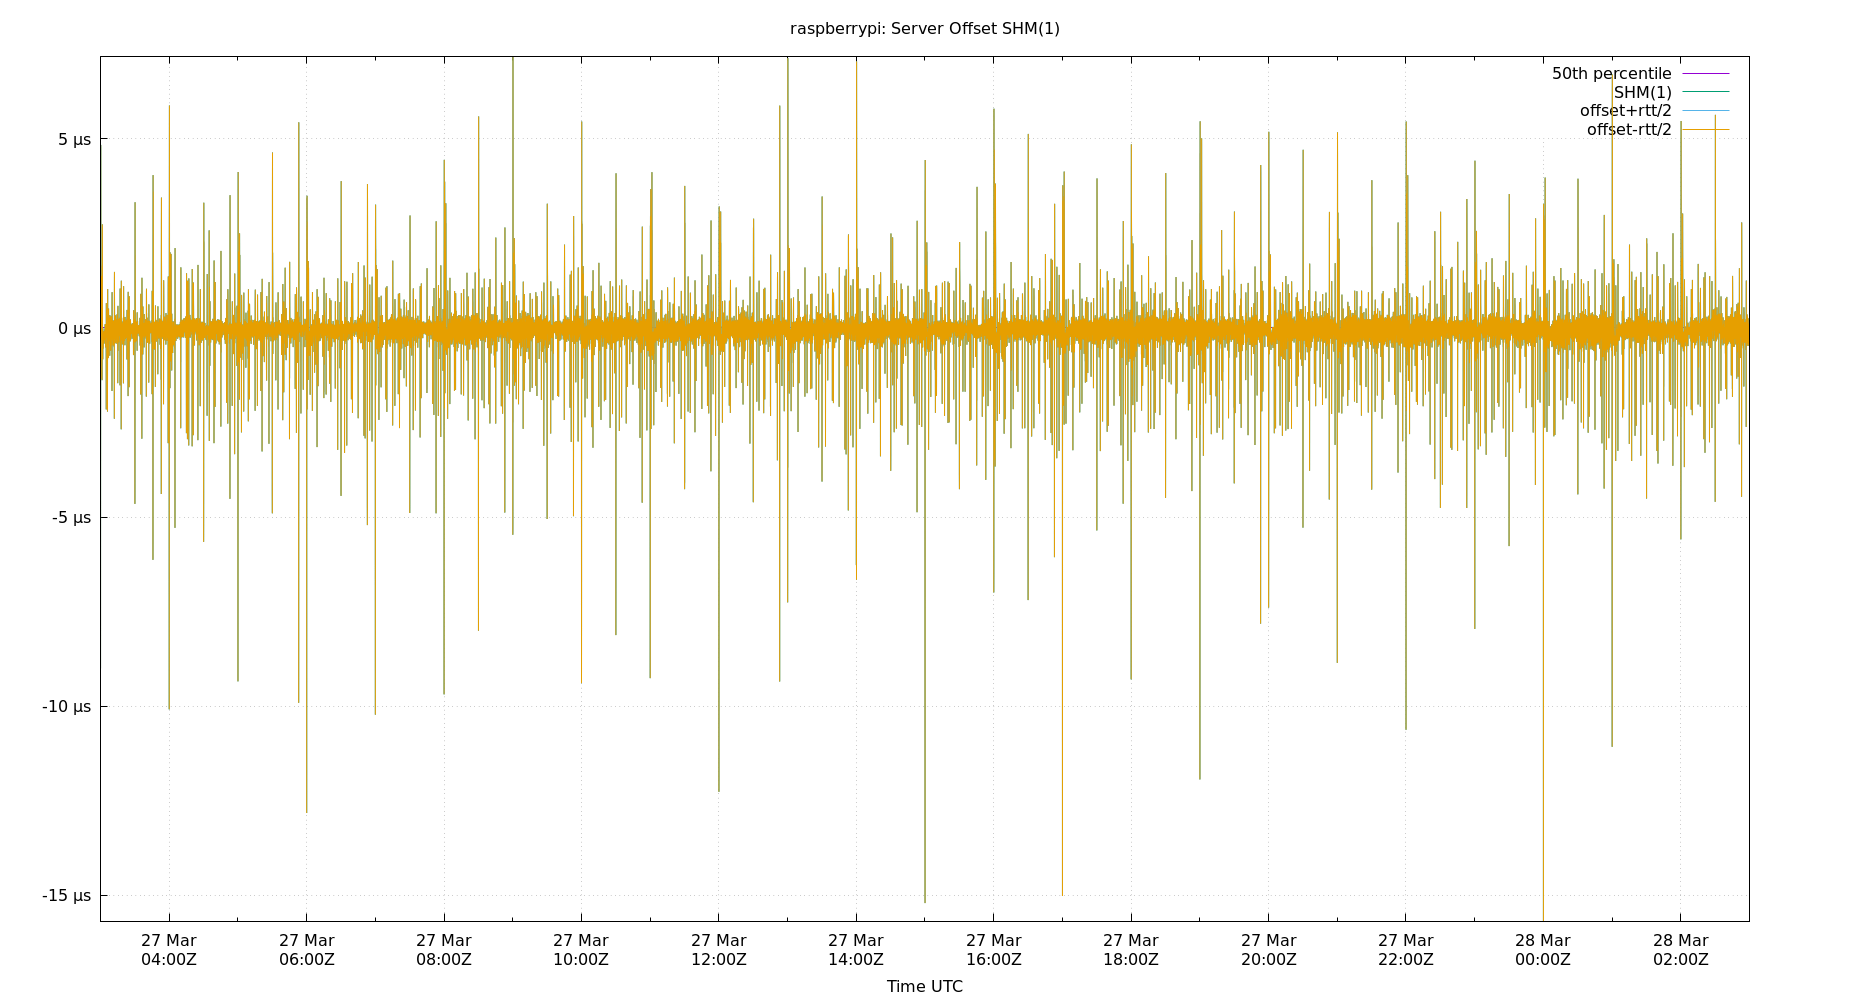 raspberrypi: Server Offset SHM(1)
50th percentile
SHM(1)
offset+rtt/2
offset-rtt/2
5 µs
0 µs
-5 µs
-10 µs
-15 µs
27 Mar 27 Mar 27 Mar 27 Mar 27 Mar 27 Mar 27 Mar 27 Mar 27 Mar 27 Mar 28 Mar 28 Mar
04:00Z 06:00Z 08:00Z 10:00Z 12:00Z 14:00Z 16:00Z 18:00Z 20:00Z 22:00Z 00:00Z 02:00Z
Time UTC